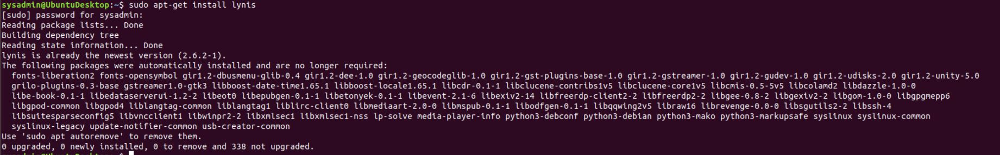 sysadmin@UbuntuDesktop:~$ sudo apt-get install lynis
[sudo] password for sysadmin:
Reading package lists... Done
Building dependency tree
Reading state information... Done
lynis is already the newest version (2.6.2-1).
The following packages were automatically installed and are no longer required:
  fonts-liberation2 fonts-opensymbol gir1.2-dbusmenu-glib-0.4 gir1.2-dee-1.0 gir1.2-geocodeglib-1.0 gir1.2-gst-plugins-base-1.0 gir1.2-gstreamer-1.0 gir1.2-gudev-1.0 gir1.2-udisks-2.0 gir1.2-unity-5.0
  grilo-plugins-0.3-base gstreamer1.0-gtk3 libboost-date-time1.65.1 libboost-locale1.65.1 libcdr-0.1-1 libclucene-contribs1v5 libclucene-core1v5 libcmis-0.5-5v5 libcolamd2 libdazzle-1.0-0
  libe-book-0.1-1 libedataserverui-1.2-2 libeot0 libepubgen-0.1-1 libetonyek-0.1-1 libevent-2.1-6 libexiv2-14 libfreerdp-client2-2 libfreerdp2-2 libgee-0.8-2 libgexiv2-2 libgom-1.0-0 libgpgmepp6
  libgpod-common libgpod4 liblangtag-common liblangtag1 liblirc-client0 libmediaart-2.0-0 libmspub-0.1-1 libodfgen-0.1-1 libqqwing2v5 libraw16 librevenge-0.0-0 libsgutils2-2 libssh-4
  libsuitesparseconfig5 libvncclient1 libwinpr2-2 libxmlsec1 libxmlsec1-nss lp-solve media-player-info python3-debconf python3-debian python3-mako python3-markupsafe syslinux syslinux-common
  syslinux-legacy update-notifier-common usb-creator-common
Use 'sudo apt autoremove' to remove them.
0 upgraded, 0 newly installed, 0 to remove and 338 not upgraded.